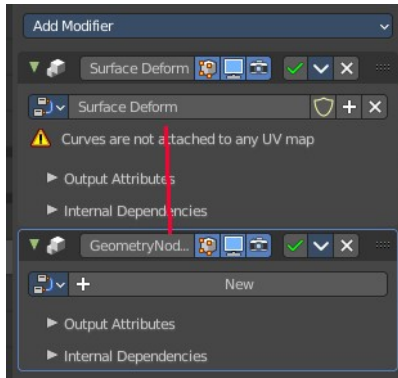 Add Modifier
Surface Deform
Surface Deform
Curves are not attached to any UV map
Output Attributes
Internal Dependencies
GeometryNod...
New
Output Attributes
Internal Dependencies